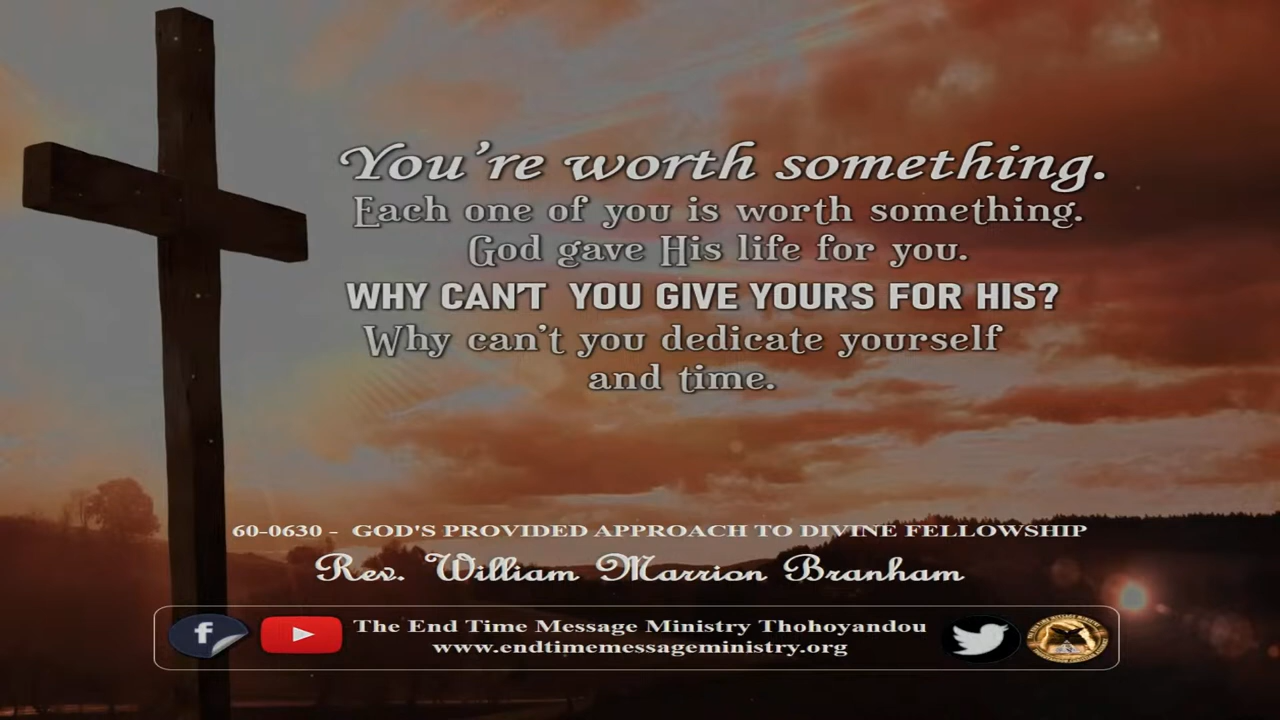 You're worth something.
Each one of you is worth something.
God gave His life for you.
WHY CAN'T YOU GIVE YOURS FOR HIS?
Why can't you dedicate yourself
and time.
60-0630 - GOD'S PROVIDED APPROACH TO DIVINE FELLOWSHIP
Rev. William Marrion Branham
The End Time Message Ministry Thohoyandou
www.endtimemessageministry.org